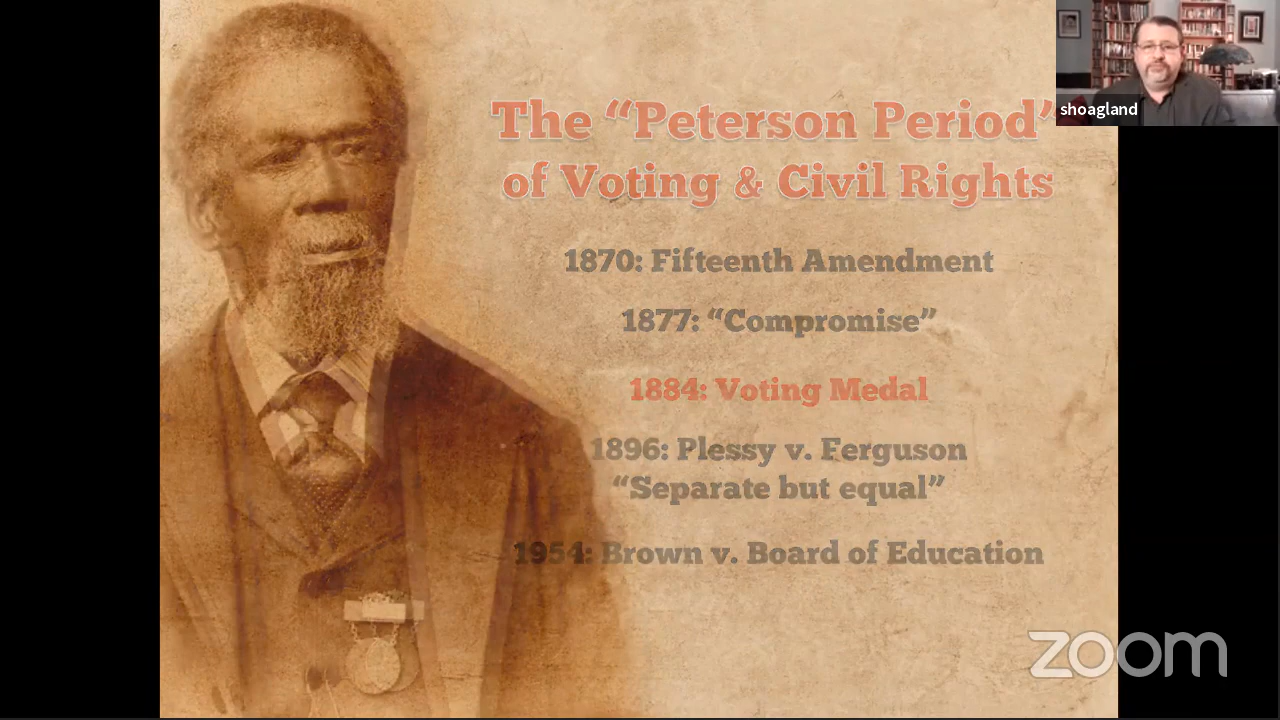 The “Peterson Period”
of Voting & Civil Rights
1870: Fifteenth Amendment
1877: “Compromise”
1884: Voting Medal
1896: Plessy v. Ferguson
“Separate but equal”
1954: Brown v. Board of Education
shoagland
zoom